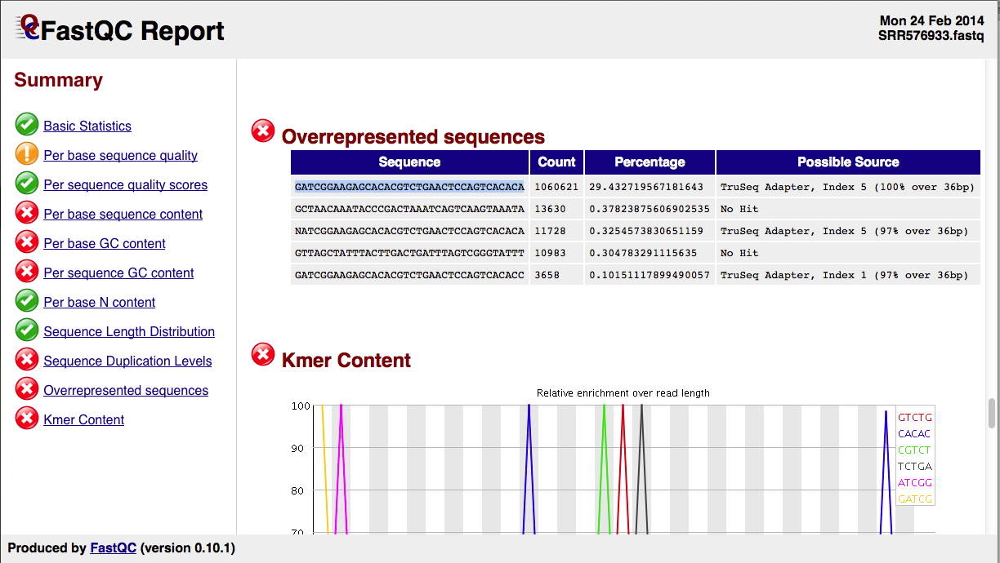 FastQC Report
Mon 24 Feb 2014
SRR576933.fastq
Summary
Basic Statistics
Per base sequence quality
Per sequence quality scores
Per base sequence content
Per base GC content
Per sequence GC content
Per base N content
Sequence Length Distribution
Sequence Duplication Levels
Overrepresented sequences
Kmer Content
Overrepresented sequences
Sequence Count Percentage Possible Source
GATCGGAAGAGCACACGTCTGAACTCCAGTCACACA 1060621 29.432719567181643 TruSeq Adapter, Index 5 (100% over 36bp)
GCTAACAAATACCCGACTAAATCAGTCAAGTAAATA 13630 0.37823875606902535 No Hit
NATCGGAAGAGCACACGTCTGAACTCCAGTCACACA 11728 0.3254573830651159 TruSeq Adapter, Index 5 (97% over 36bp)
GTTAGCTATTTACTTGACTGATTTAGTCGGGTATTT 10983 0.304783291115635 No Hit
GATCGGAAGAGCACACGTCTGAACTCCAGTCACACC 3658 0.10151117899490057 TruSeq Adapter, Index 1 (97% over 36bp)
Kmer Content
Relative enrichment over read length
100
90
80
70
GTCTG
CACAC
CGTCT
TCTGA
ATCGG
GATCG
Produced by FastQC (version 0.10.1)